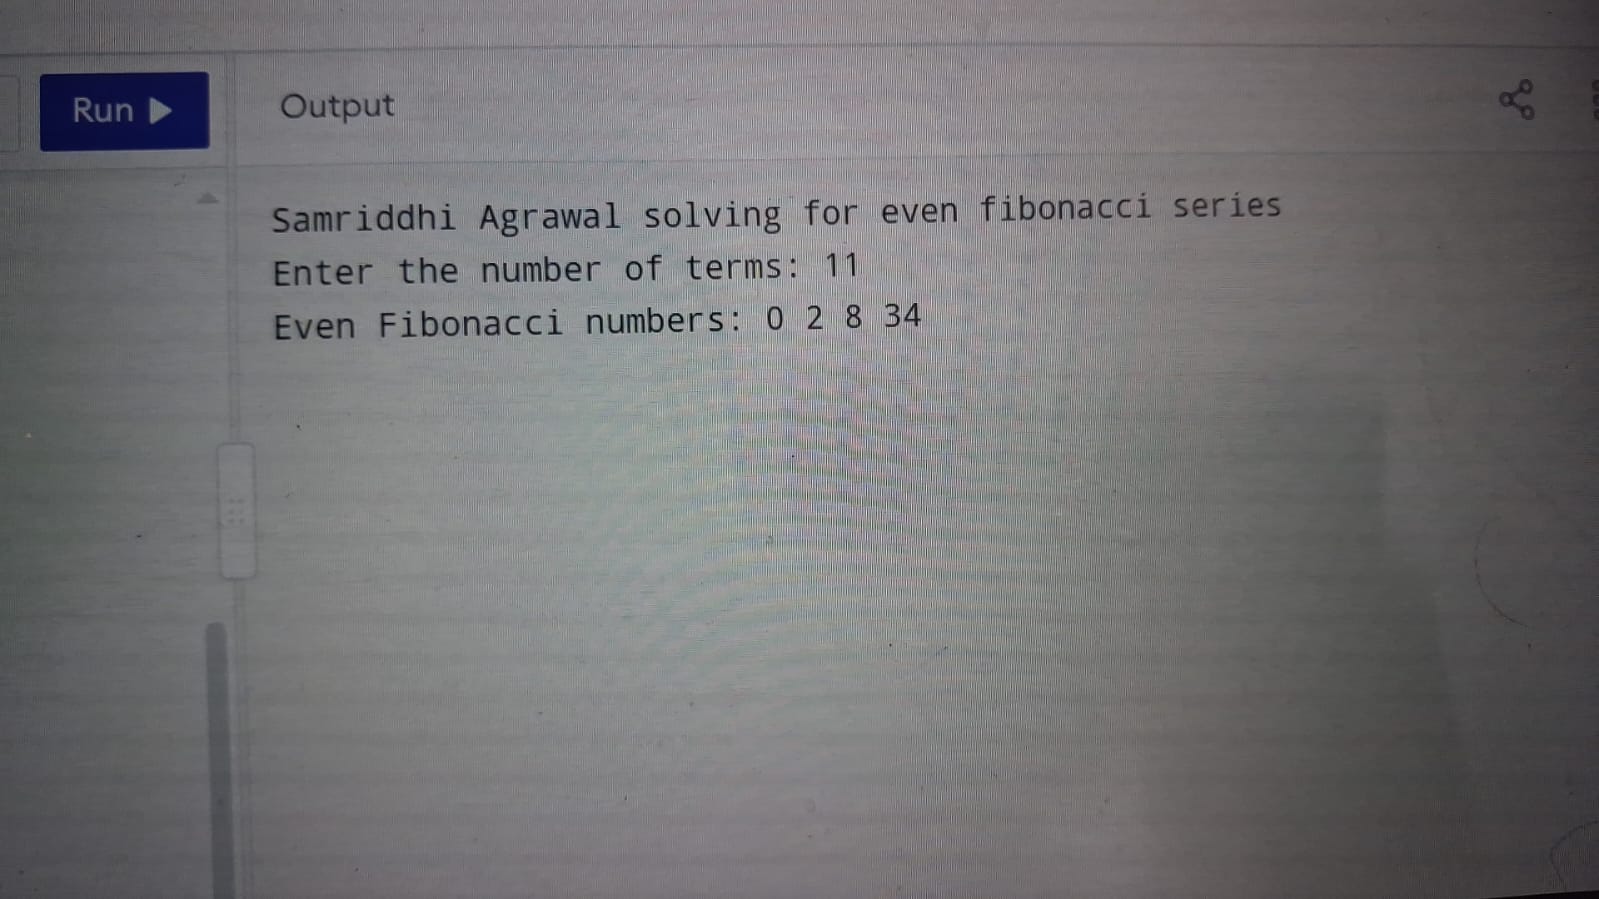 Run
Output
Samriddhi Agrawal solving for even fibonacci series
Enter the number of terms: 11
Even Fibonacci numbers: 0 2 8 34